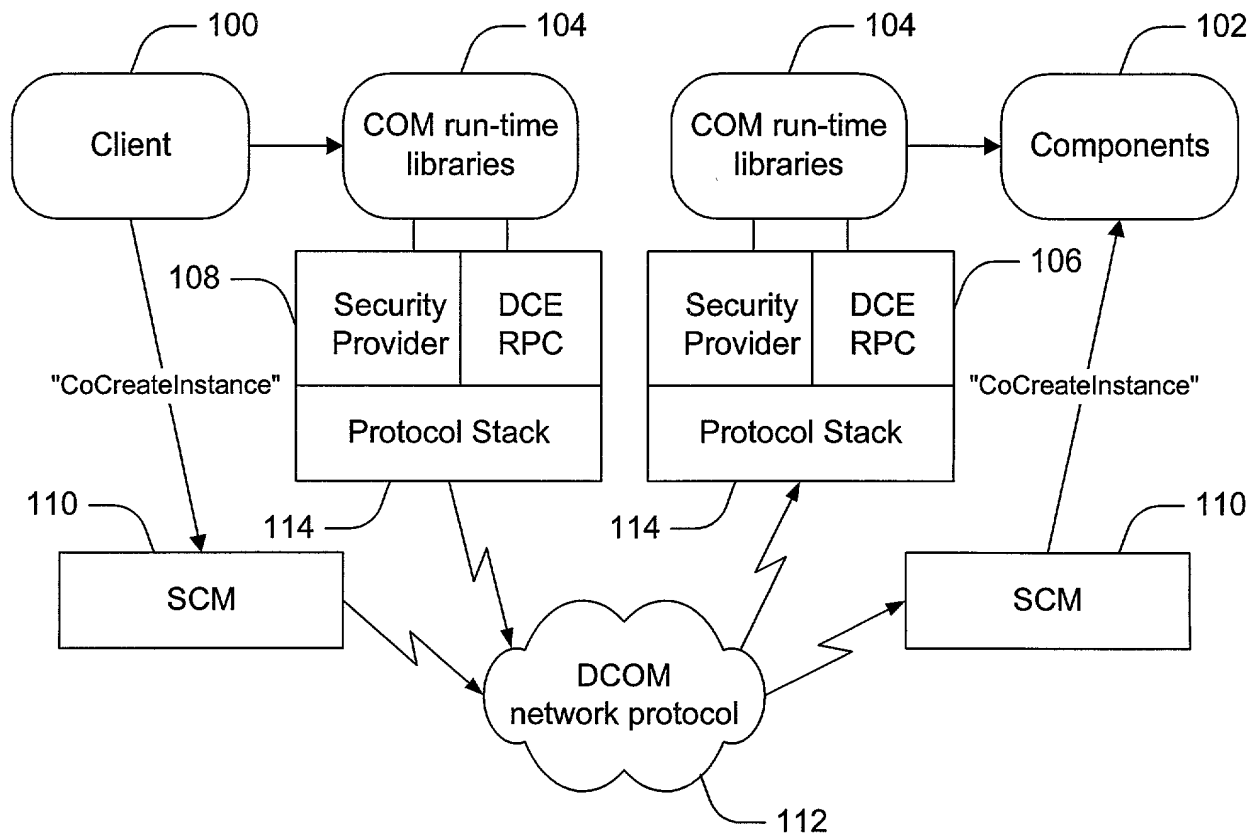 100
104
104
102
Client
COM run-time
libraries
COM run-time
libraries
Components
108
Security
Provider
DCE
RPC
Security
Provider
DCE
RPC
106
"CoCreateInstance"
"CoCreateInstance"
Protocol Stack
Protocol Stack
110
114
114
110
SCM
SCM
DCOM
network protocol
112